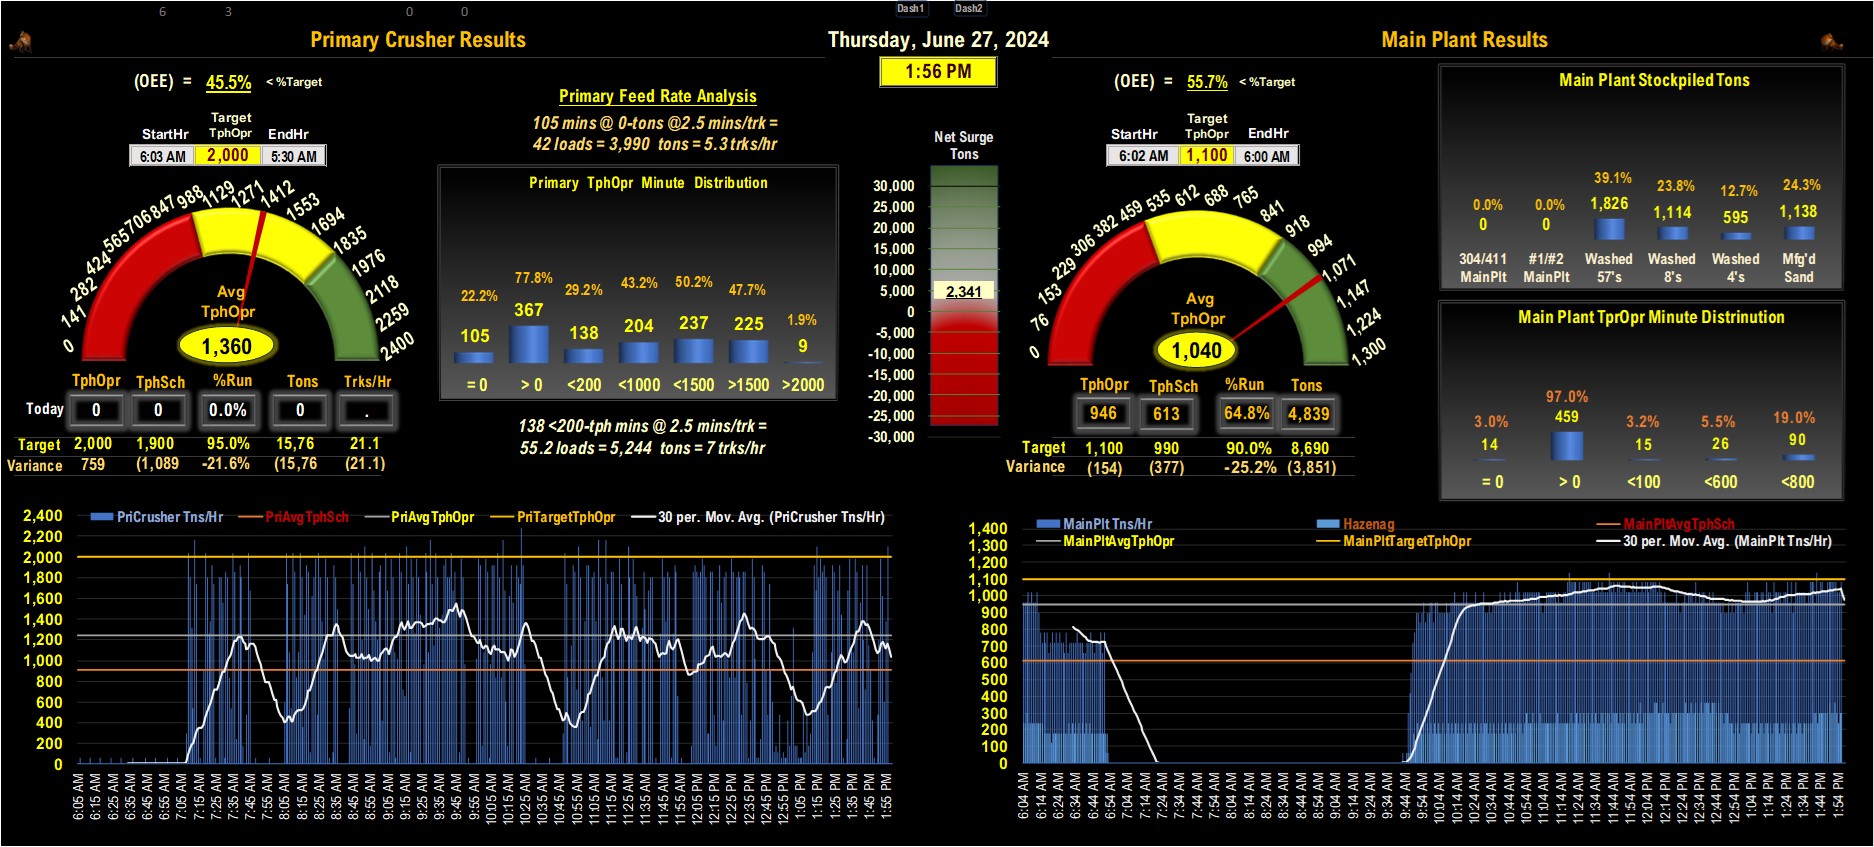 6 3 0 0 Dash1 Dash2
Primary Crusher Results
Thursday, June 27, 2024
Main Plant Results
1:56 PM
(OEE) = 45.5% < %Target
Target
StartHr TphOpr EndHr
6:03 AM 2,000 5:30 AM
0 141 282 424 565 706 847 988 1129 1271 1412 1553 1694 1835 1976 2118 2259 2400
Avg
TphOpr
1,360
TphOpr TphSch %Run Tons Trks/Hr
Today 0 0 0.0% 0 .
Target 2,000 1,900 95.0% 15,76 21.1
Variance 759 (1,089 -21.6% (15,76 (21.1)
Primary Feed Rate Analysis
105 mins @ 0-tons @2.5 mins/trk =
42 loads = 3,990 tons = 5.3 trks/hr
Primary TphOpr Minute Distribution
22.2% 77.8% 29.2% 43.2% 50.2% 47.7% 1.9%
105 367 138 204 237 225 9
= 0 > 0 <200 <1000 <1500 >1500 >2000
138 <200-tph mins @ 2.5 mins/trk =
55.2 loads = 5,244 tons = 7 trks/hr
Net Surge
Tons
30,000
25,000
20,000
15,000
10,000
5,000
2,341
0
-5,000
-10,000
-15,000
-20,000
-25,000
-30,000
(OEE) = 55.7% < %Target
Target
StartHr TphOpr EndHr
6:02 AM 1,100 6:00 AM
0 76 153 229 306 382 459 535 612 688 765 841 918 994 1,071 1,147 1,224 1,300
Avg
TphOpr
1,040
TphOpr TphSch %Run Tons
946 613 64.8% 4,839
Target 1,100 990 90.0% 8,690
Variance (154) (377) -25.2% (3,851)
Main Plant Stockpiled Tons
0.0% 0.0% 39.1% 23.8% 12.7% 24.3%
0 0 1,826 1,114 595 1,138
304/411 #1/#2 Washed Washed Washed Mfg'd
MainPlt MainPlt 57's 8's 4's Sand
Main Plant TprOpr Minute Distrinution
3.0% 97.0% 3.2% 5.5% 19.0%
14 459 15 26 90
= 0 > 0 <100 <600 <800
PriCrusher Tns/Hr PriAvgTphSch PriAvgTphOpr PriTargetTphOpr 30 per. Mov. Avg. (PriCrusher Tns/Hr)
2,400
2,200
2,000
1,800
1,600
1,400
1,200
1,000
800
600
400
200
0
6:05 AM 6:15 AM 6:25 AM 6:35 AM 6:45 AM 6:55 AM 7:05 AM 7:15 AM 7:25 AM 7:35 AM 7:45 AM 7:55 AM 8:05 AM 8:15 AM 8:25 AM 8:35 AM 8:45 AM 8:55 AM 9:05 AM 9:15 AM 9:25 AM 9:35 AM 9:45 AM 9:55 AM 10:05 AM 10:15 AM 10:25 AM 10:35 AM 10:45 AM 10:55 AM 11:05 AM 11:15 AM 11:25 AM 11:35 AM 11:45 AM 11:55 AM 12:05 PM 12:15 PM 12:25 PM 12:35 PM 12:45 PM 12:55 PM 1:05 PM 1:15 PM 1:25 PM 1:35 PM 1:45 PM 1:55 PM
MainPlt Tns/Hr Hazenag MainPltAvgTphSch
MainPltAvgTphOpr MainPltTargetTphOpr 30 per. Mov. Avg. (MainPlt Tns/Hr)
1,400
1,300
1,200
1,100
1,000
900
800
700
600
500
400
300
200
100
0
6:04 AM 6:14 AM 6:24 AM 6:34 AM 6:44 AM 6:54 AM 7:04 AM 7:14 AM 7:24 AM 7:34 AM 7:44 AM 7:54 AM 8:04 AM 8:14 AM 8:24 AM 8:34 AM 8:44 AM 8:54 AM 9:04 AM 9:14 AM 9:24 AM 9:34 AM 9:44 AM 9:54 AM 10:04 AM 10:14 AM 10:24 AM 10:34 AM 10:44 AM 10:54 AM 11:04 AM 11:14 AM 11:24 AM 11:34 AM 11:44 AM 11:54 AM 12:04 PM 12:14 PM 12:24 PM 12:34 PM 12:44 PM 12:54 PM 1:04 PM 1:14 PM 1:24 PM 1:34 PM 1:44 PM 1:54 PM